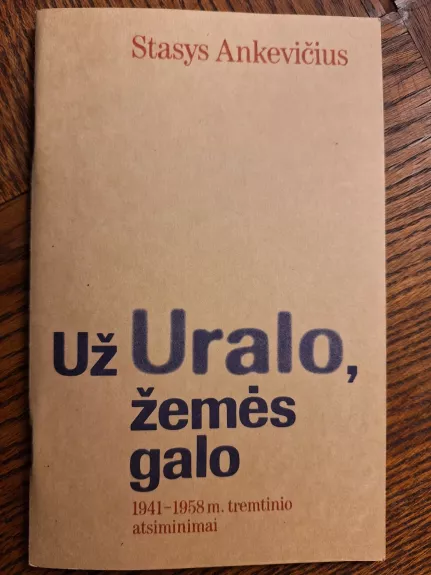 Stasys Ankevičius
Už Uralo,
žemės
galo
1941–1958 m. tremtinio
atsiminimai